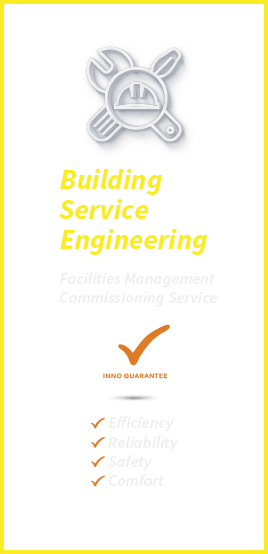 Building
Service
Engineering
Facilities Management
Commissioning Service
INNO GUARANTEE
Efficiency
Reliability
Safety
Comfort